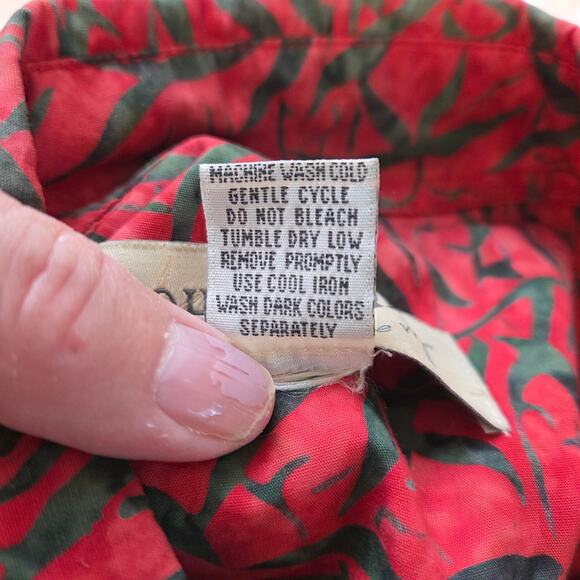 MACHINE WASH COLD
GENTLE CYCLE
DO NOT BLEACH
TUMBLE DRY LOW
REMOVE PROMPTLY
USE COOL IRON
WASH DARK COLORS
SEPARATELY